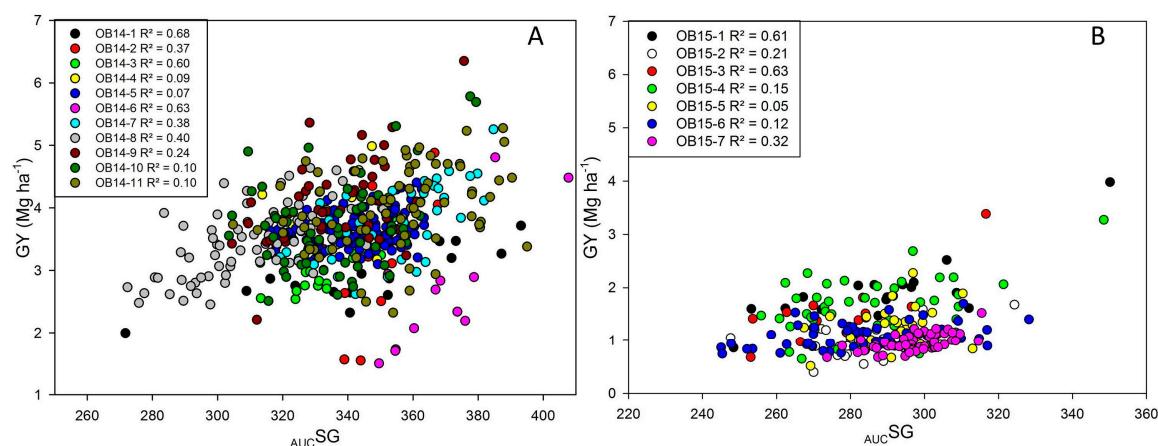 A
OB14-1 R² = 0.68
OB14-2 R² = 0.37
OB14-3 R² = 0.60
OB14-4 R² = 0.09
OB14-5 R² = 0.07
OB14-6 R² = 0.63
OB14-7 R² = 0.38
OB14-8 R² = 0.40
OB14-9 R² = 0.24
OB14-10 R² = 0.10
OB14-11 R² = 0.10
GY (Mg ha⁻¹)
7
6
5
4
3
2
1
260 280 300 320 340 360 380 400
AUCSG
B
OB15-1 R² = 0.61
OB15-2 R² = 0.21
OB15-3 R² = 0.63
OB15-4 R² = 0.15
OB15-5 R² = 0.05
OB15-6 R² = 0.12
OB15-7 R² = 0.32
GY (Mg ha⁻¹)
7
6
5
4
3
2
1
0
220 240 260 280 300 320 340 360
AUCSG